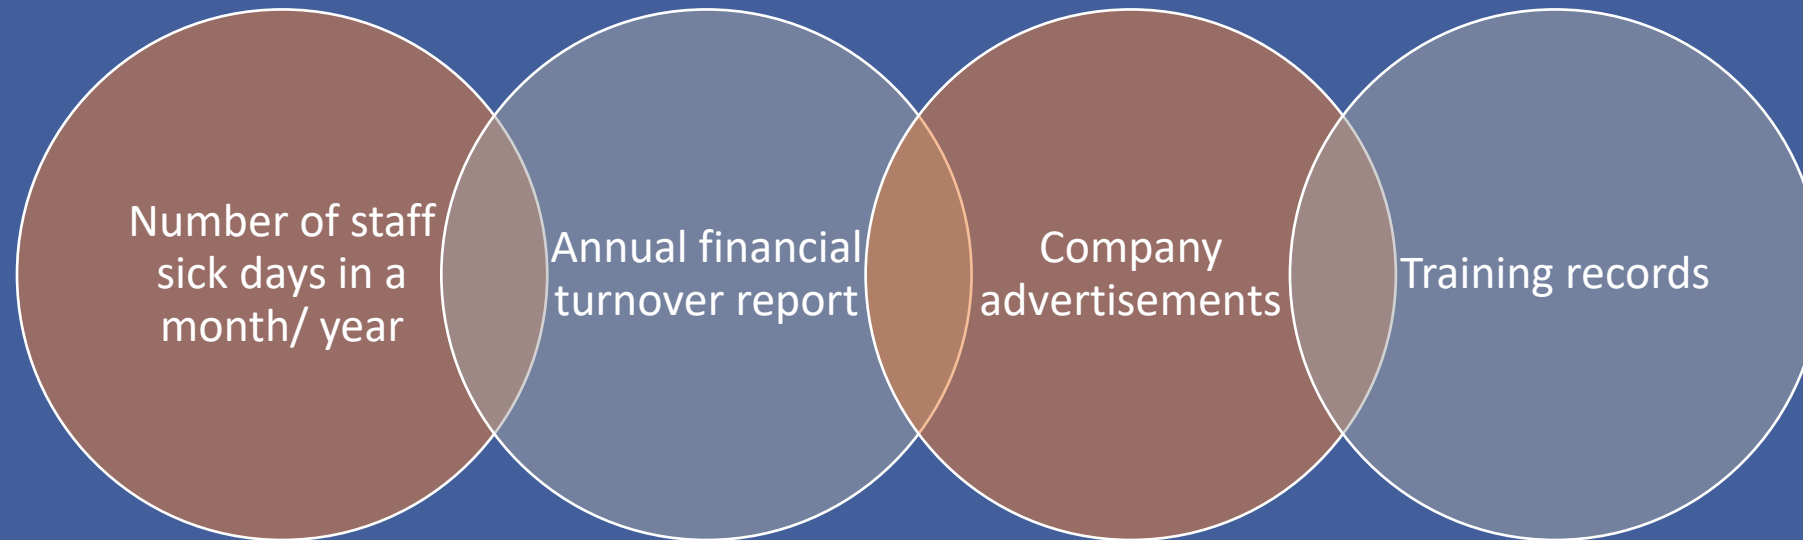 Number of staff
sick days in a
month/ year
Annual financial
turnover report
Company
advertisements
Training records